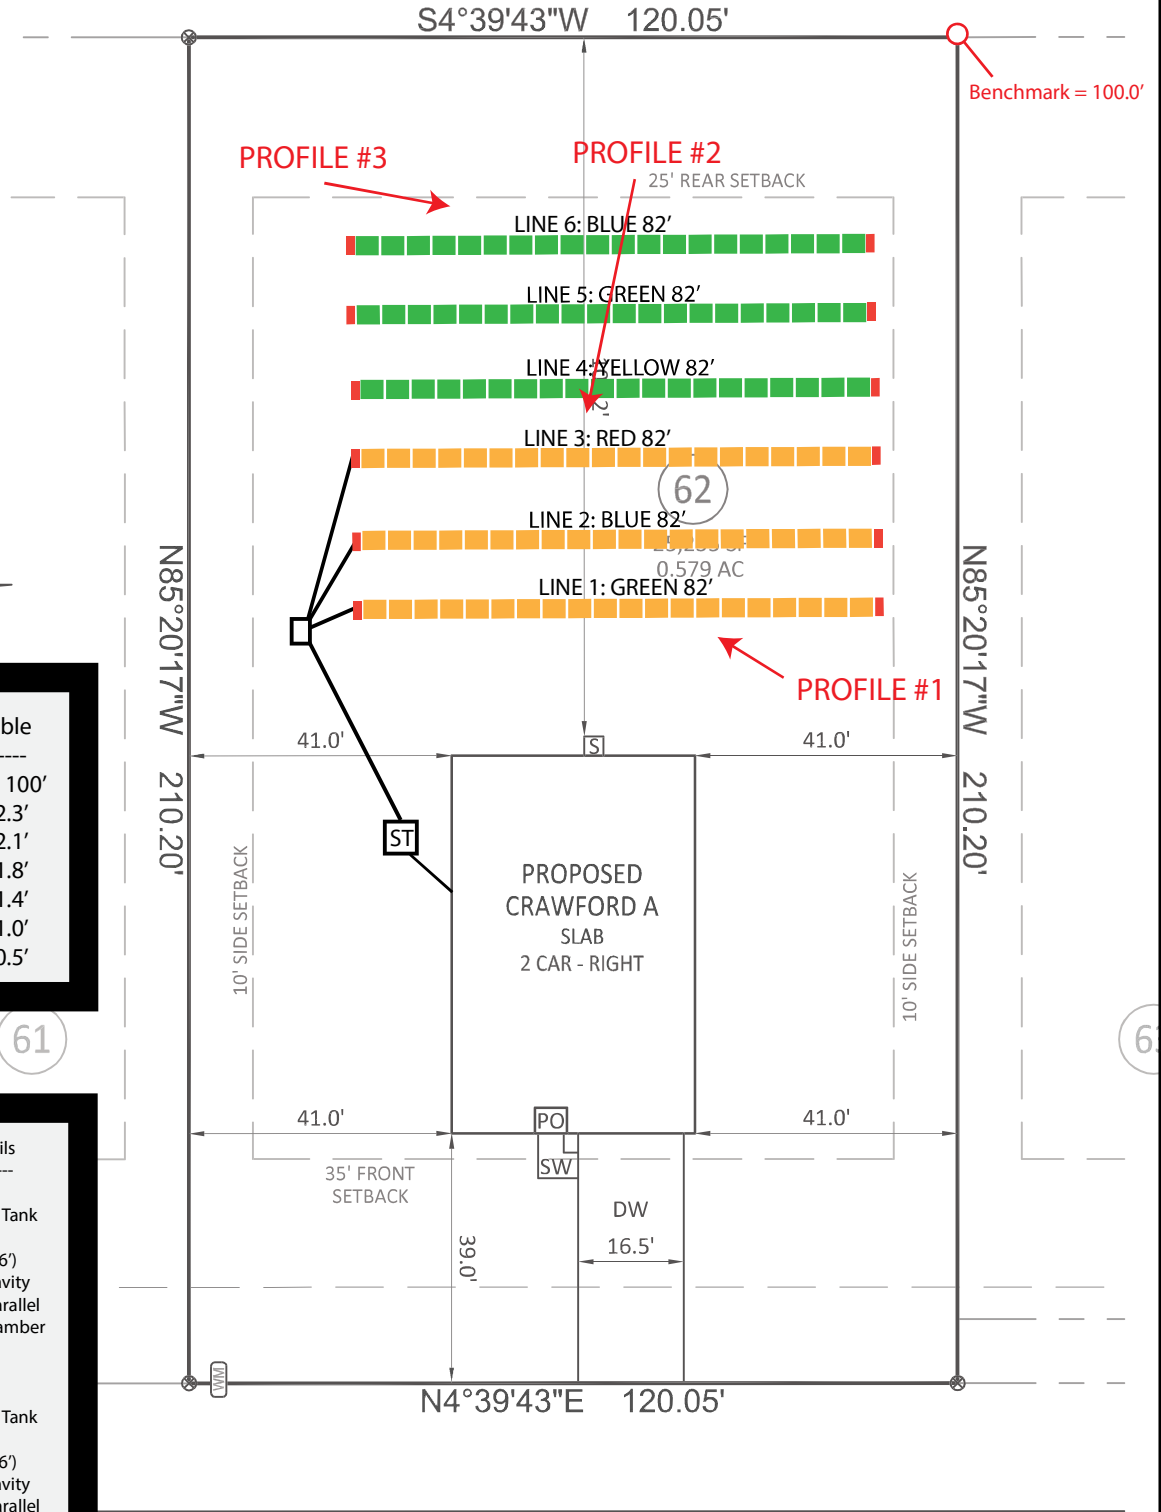 S4°39'43"W 120.05'
Benchmark = 100.0’
PROFILE #3
PROFILE #2
25' REAR SETBACK
LINE 6: BLUE 82’
LINE 5: GREEN 82’
LINE 4: YELLOW 82’
LINE 3: RED 82’
62
LINE 2: BLUE 82’
0.579 AC
LINE 1: GREEN 82’
N85°20'17"W 210.20'
N85°20'17"W 210.20'
PROFILE #1
ble
----
100’
2.3’
2.1’
1.8’
1.4’
1.0’
0.5’
41.0'
S
41.0'
ST
PROPOSED
CRAWFORD A
SLAB
2 CAR - RIGHT
10' SIDE SETBACK
10' SIDE SETBACK
61
41.0'
PO
41.0'
SW
35' FRONT
SETBACK
DW
16.5'
39.0'
ils
---
Tank
6’)
vity
arallel
amber
Tank
6’)
vity
arallel
WM
N4°39'43"E 120.05'